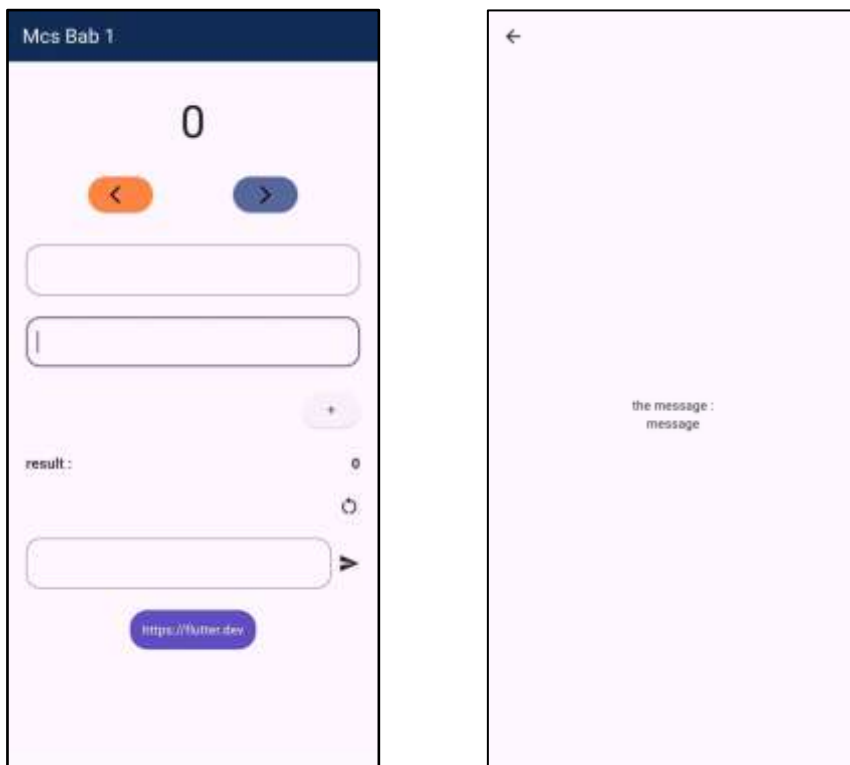 Mcs Bab 1
0
+
result :
0
https://flutter.dev
the message :
message